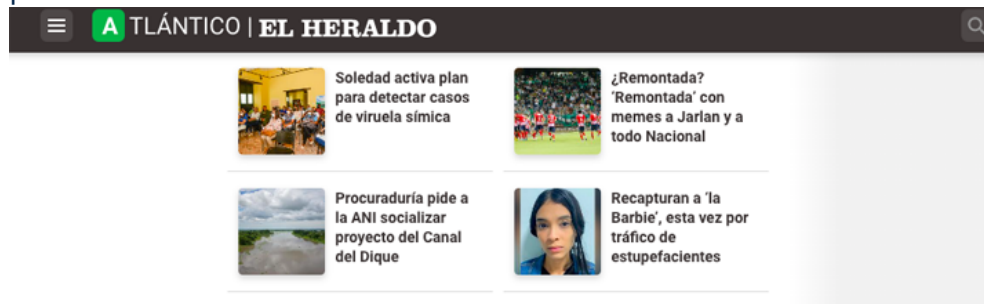 A TLÁNTICO | EL HERALDO
Soledad activa plan
para detectar casos
de viruela símica
¿Remontada?
‘Remontada’ con
memes a Jarlan y a
todo Nacional
Procuraduría pide a
la ANI socializar
proyecto del Canal
del Dique
Recapturan a ‘la
Barbie’, esta vez por
tráfico de
estupefacientes